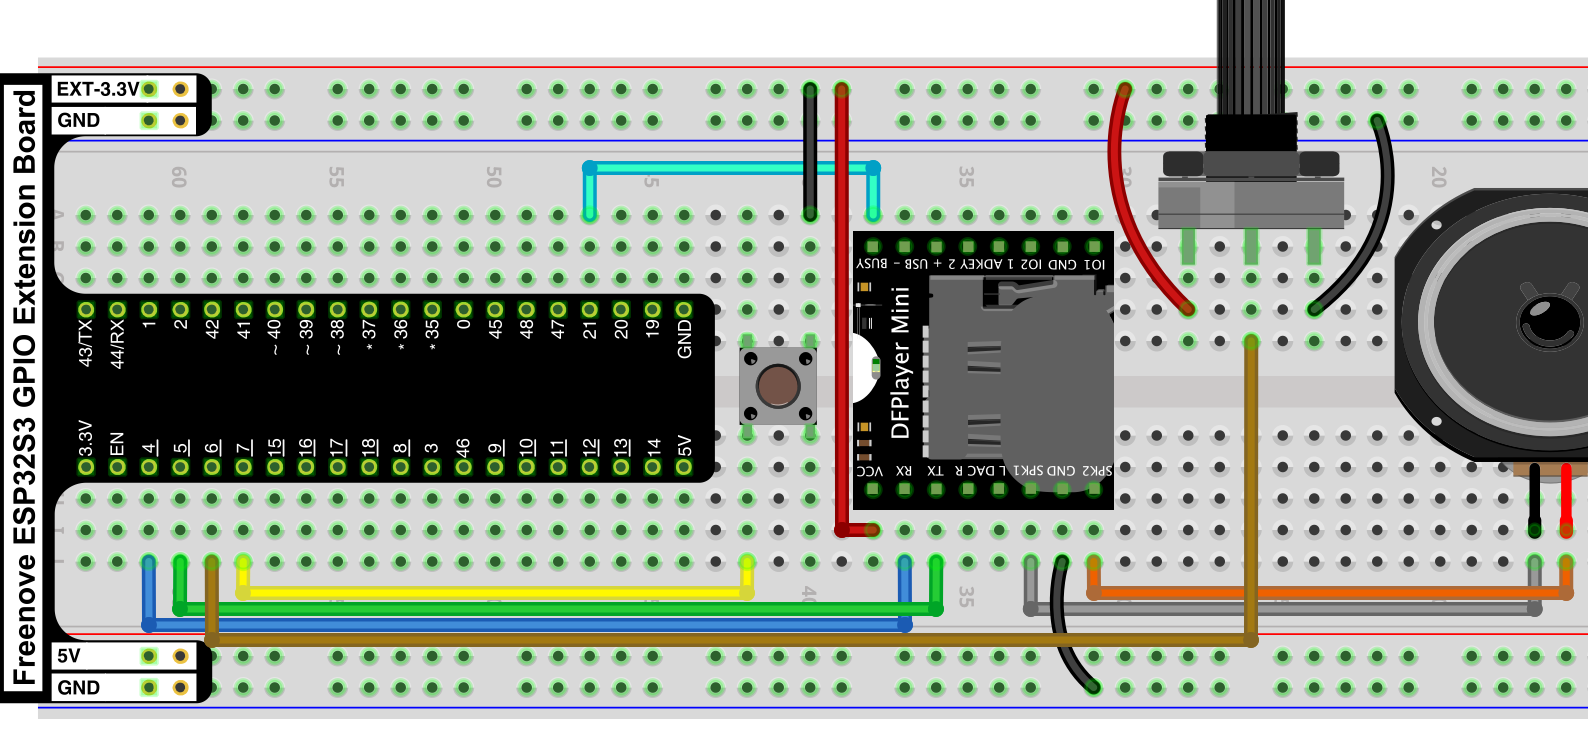 Freenove ESP32S3 GPIO Extension Board
EXT-3.3V
GND
60 55 50 5 35 30 20
43/TX 44/RX 1 2 42 41 ~ 40 ~ 39 ~ 38 * 37 * 36 * 35 0 45 48 47 21 20 19 GND
3.3V EN 4 5 6 7 15 16 17 18 8 3 46 9 10 11 12 13 14 5V
BUSY USB - USB + ADKEY 2 ADKEY 1 IO2 GND IO1
DFPlayer Mini
VCC RX TX DAC R DAC L SPK1 GND SPK2
40 35
5V
GND